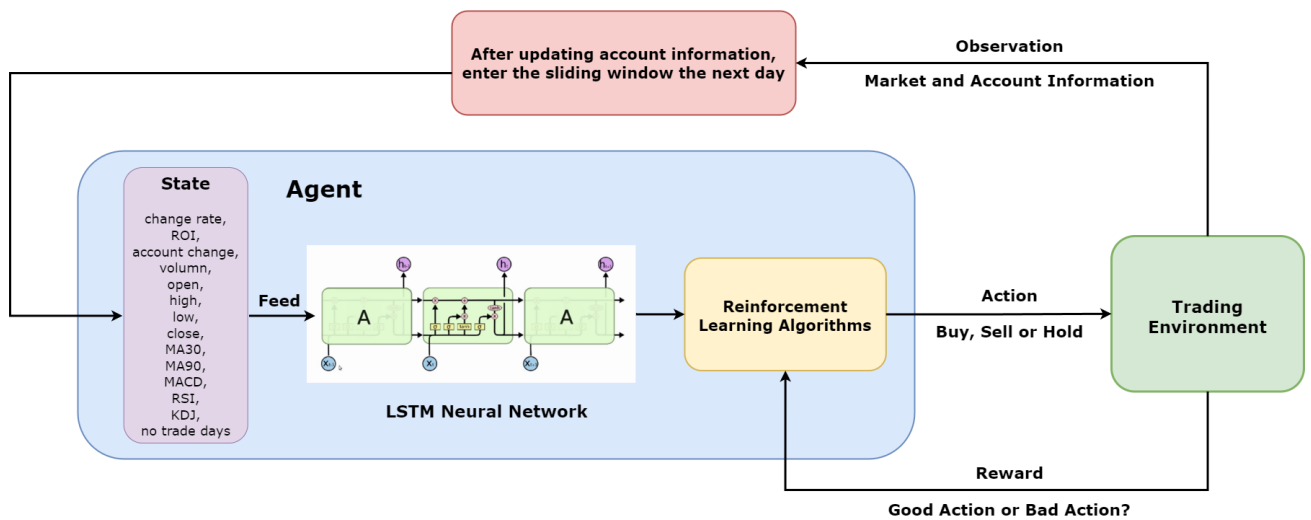 After updating account information,
enter the sliding window the next day
Observation
Market and Account Information
State
change rate,
ROI,
account change,
volumn,
open,
high,
low,
close,
MA30,
MA90,
MACD,
RSI,
KDJ,
no trade days
Agent
Feed
A
A
LSTM Neural Network
Reinforcement
Learning Algorithms
Action
Buy, Sell or Hold
Trading
Environment
Reward
Good Action or Bad Action?